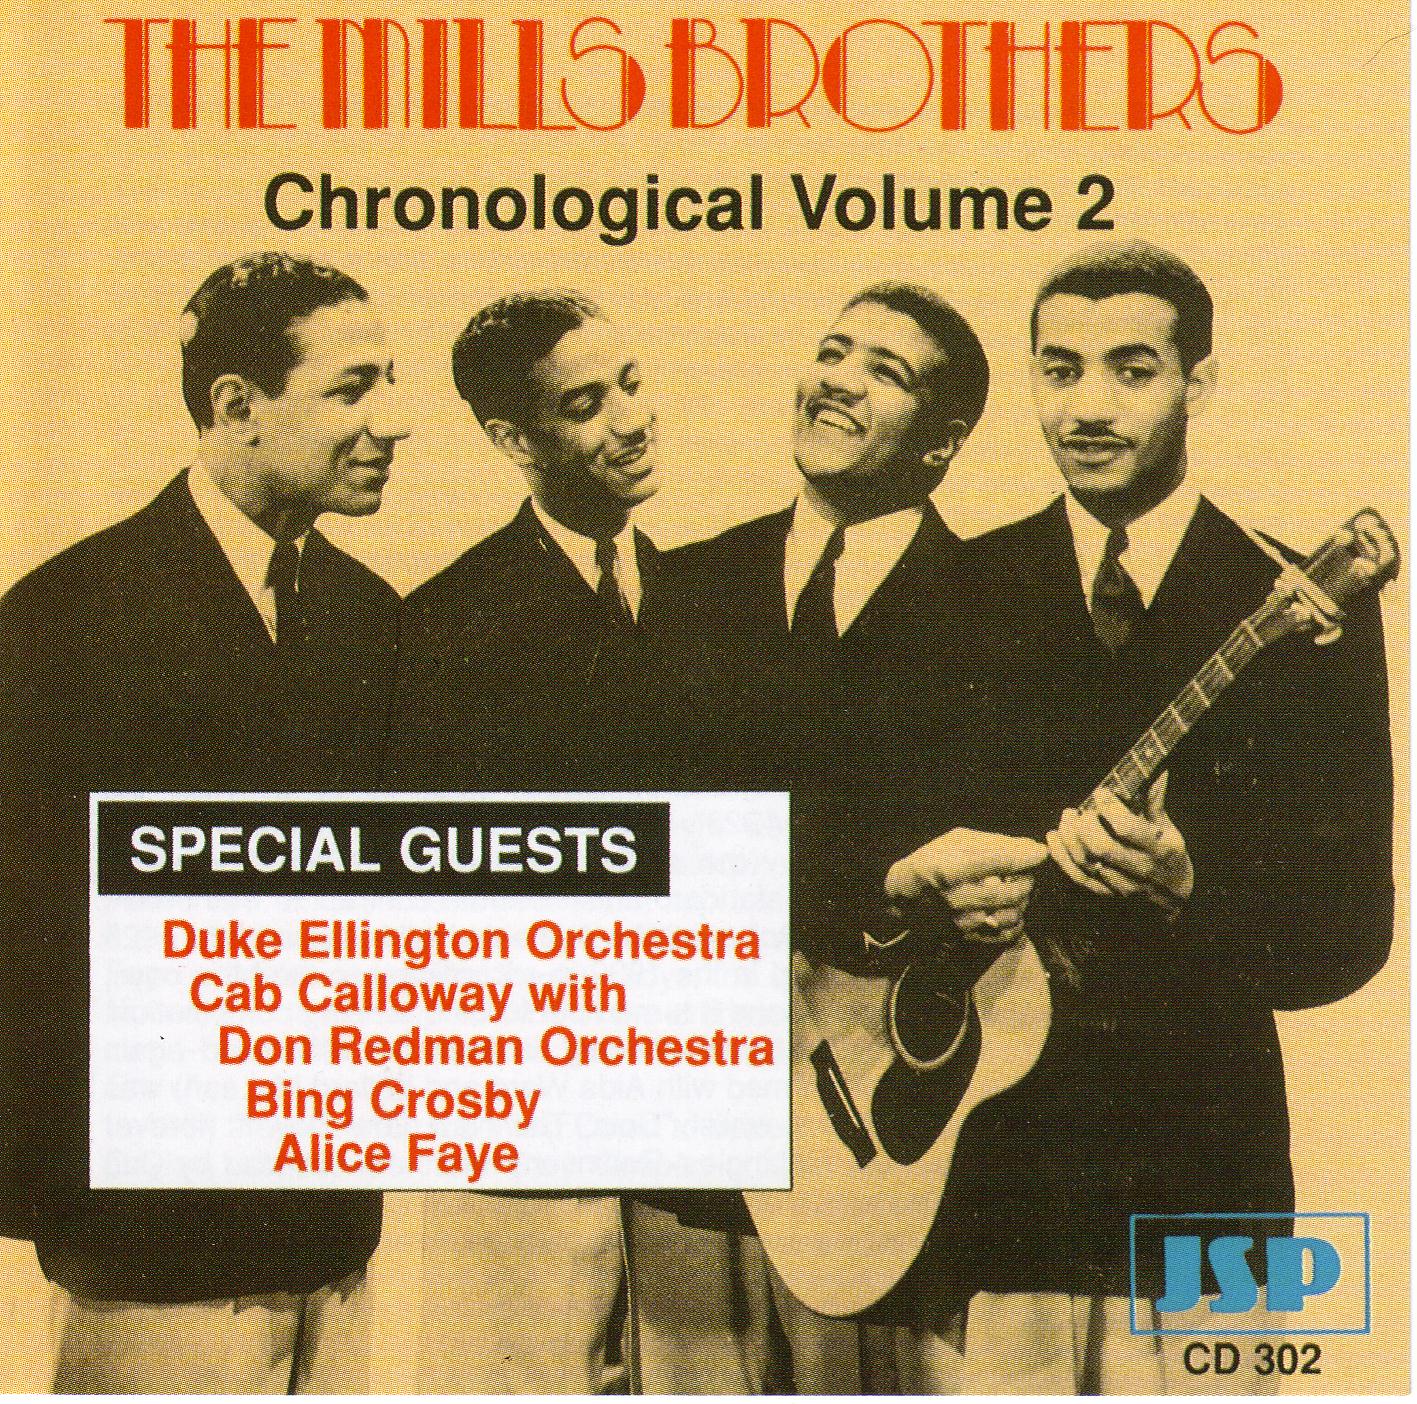 THE MILLS BROTHERS
Chronological Volume 2
SPECIAL GUESTS
Duke Ellington Orchestra
Cab Calloway with
Don Redman Orchestra
Bing Crosby
Alice Faye
JSP
CD 302